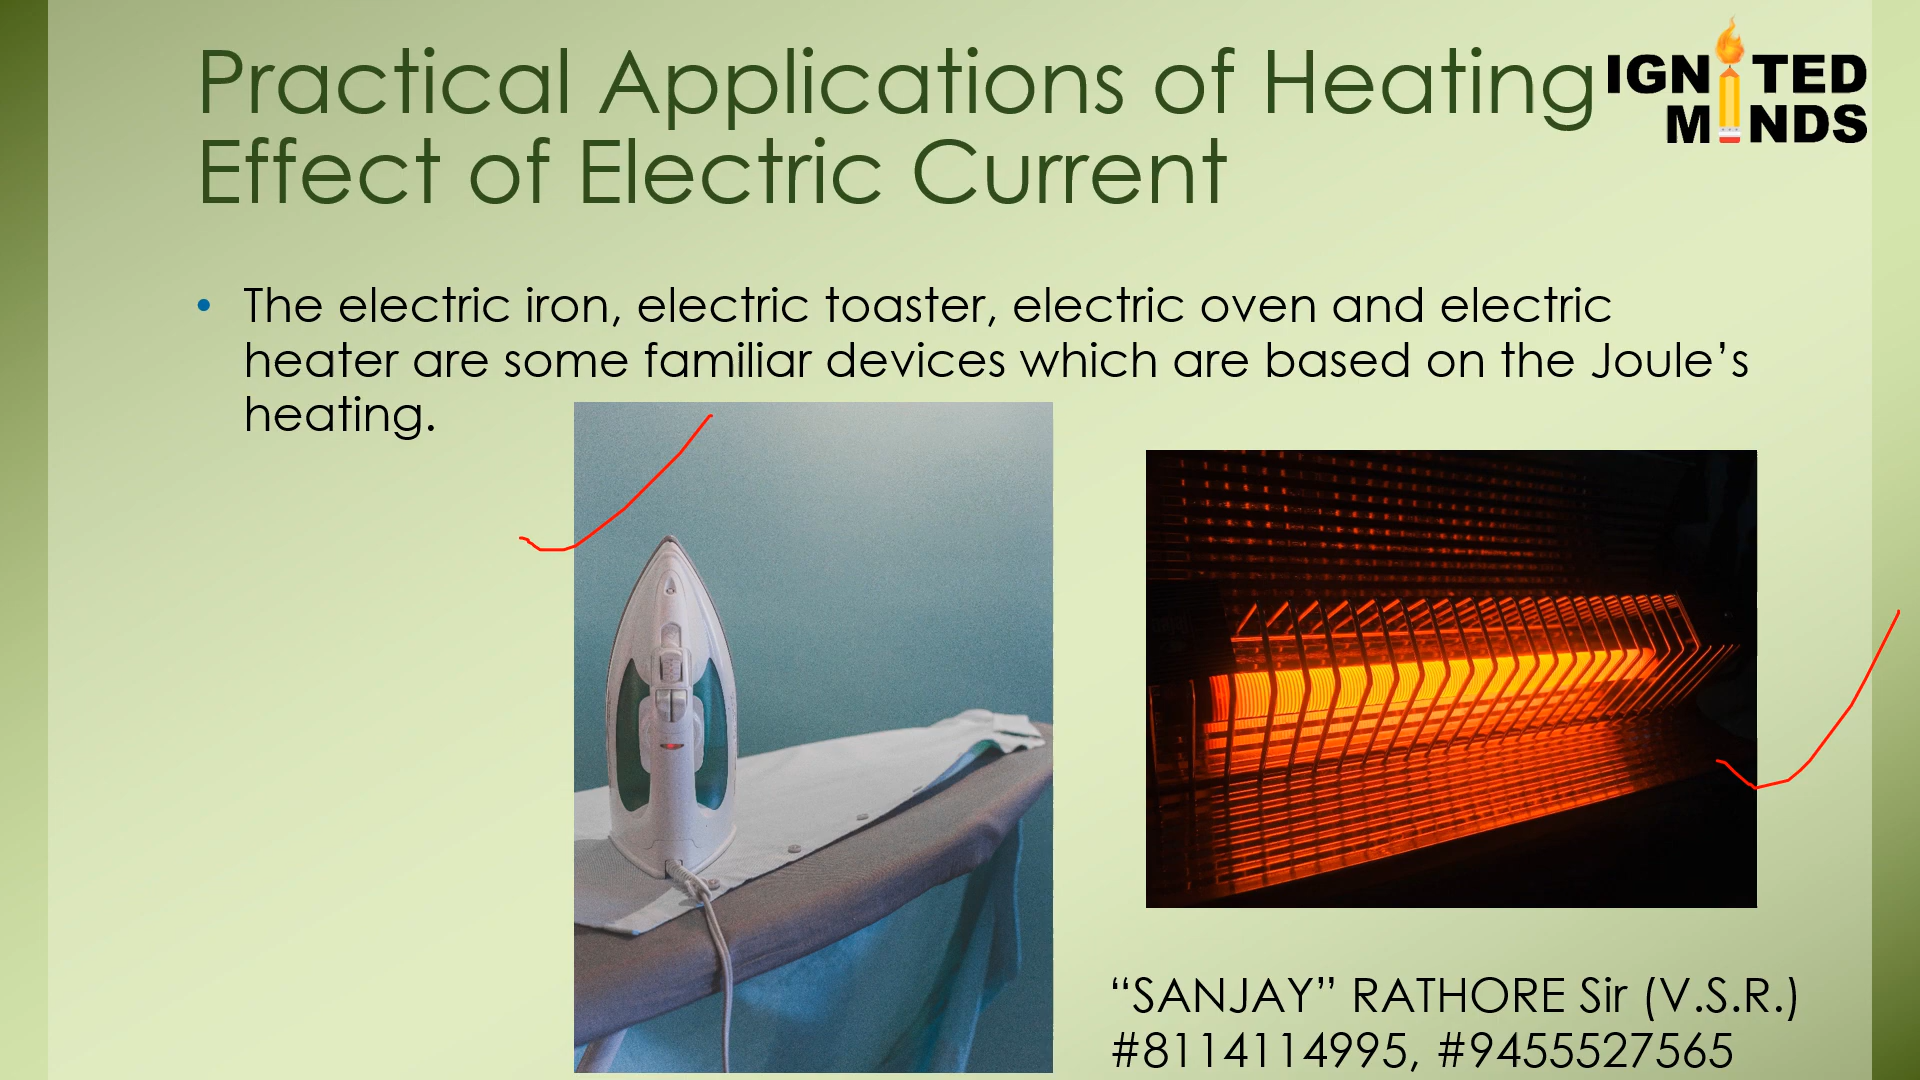 Practical Applications of Heating
Effect of Electric Current
IGNITED
MINDS
• The electric iron, electric toaster, electric oven and electric
heater are some familiar devices which are based on the Joule’s
heating.
“SANJAY” RATHORE Sir (V.S.R.)
#8114114995, #9455527565